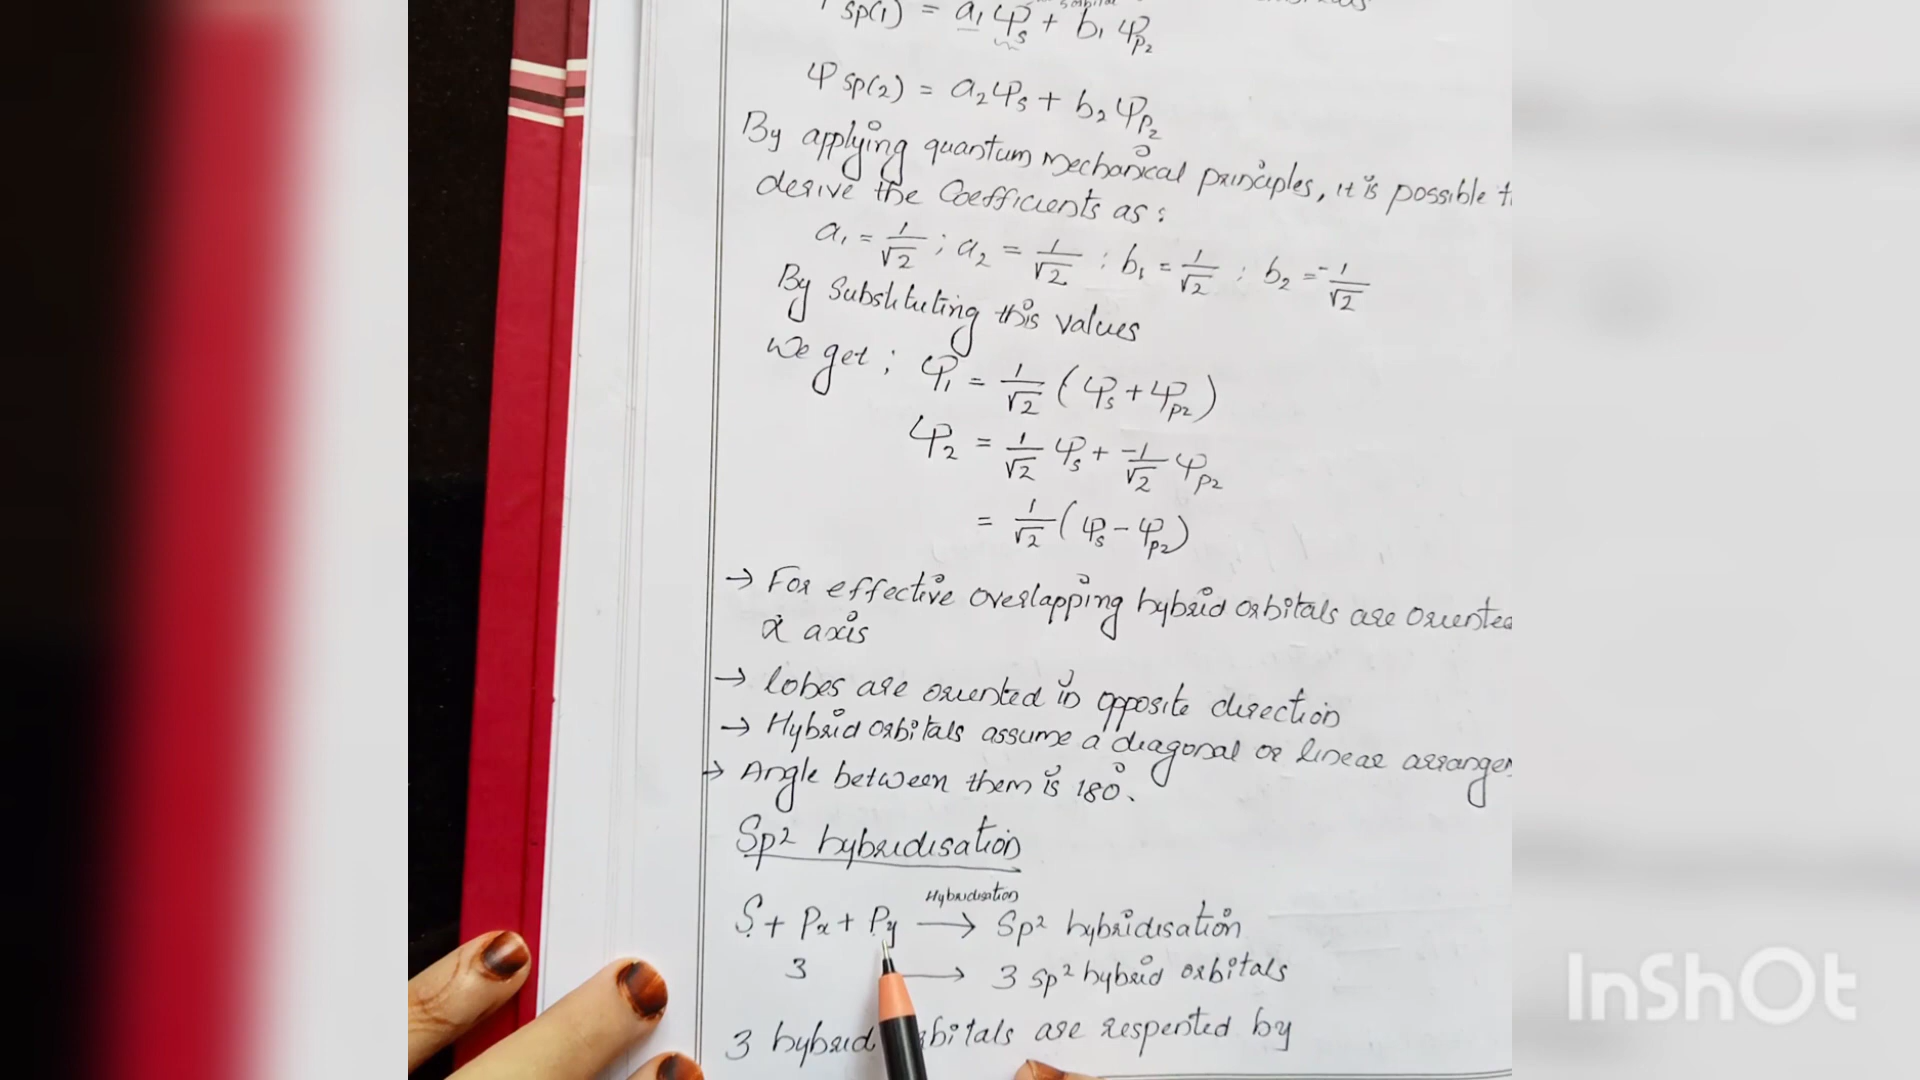 ψsp(1) = a₁ψs + b₁ψp₂
ψsp(2) = a₂ψs + b₂ψp₂
By applying quantum mechanical principles, it is possible t
derive the coefficients as :
a₁ = 1/√2 ; a₂ = 1/√2 : b₁ = 1/√2 ; b₂ = -1/√2
By Substituting this values
We get ; ψ₁ = 1/√2 (ψs + ψp₂)
ψ₂ = 1/√2 ψs + -1/√2 ψp₂
= 1/√2 (ψs - ψp₂)
→ For effective overlapping hybrid orbitals are oriented
x axis
→ lobes are oriented in opposite direction
→ Hybrid orbitals assume a diagonal or linear arrangem
→ Angle between them is 180°.
Sp² hybridisation
S + Px + Py Hybridisation → Sp² hybridisation
3 → 3 sp² hybrid orbitals
3 hybrid orbitals are respented by
InShOt